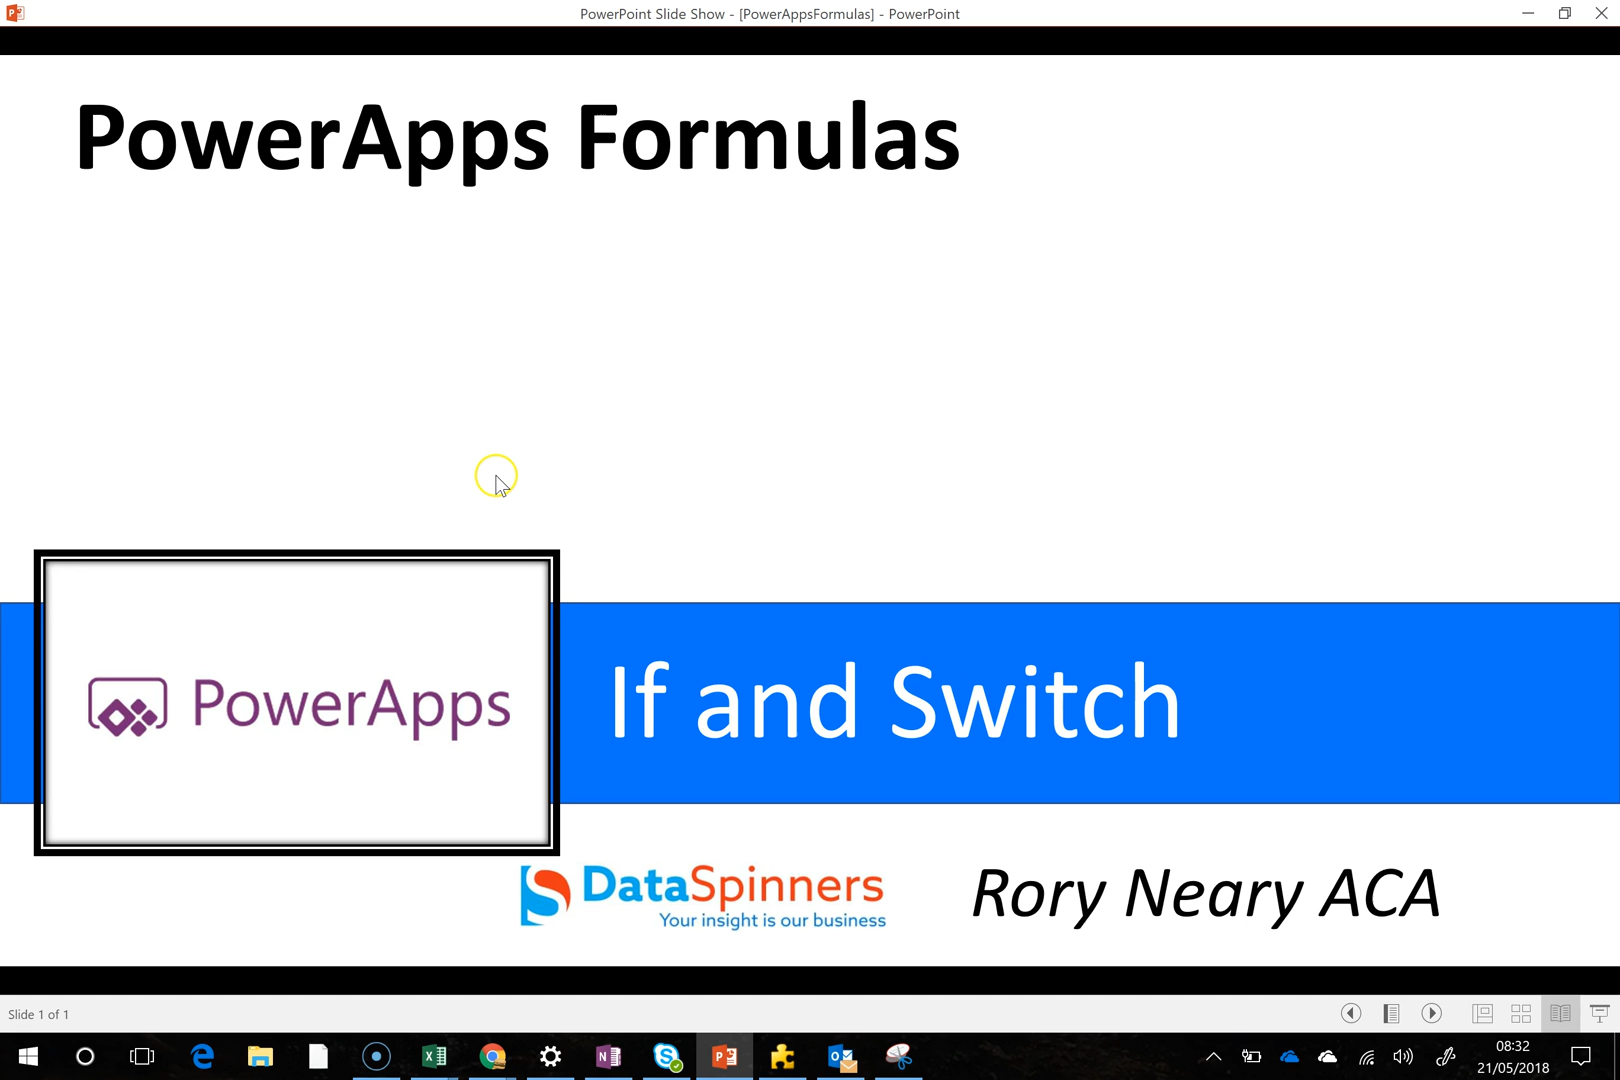 PowerPoint Slide Show - [PowerAppsFormulas] - PowerPoint
PowerApps Formulas
PowerApps
If and Switch
DataSpinners
Your insight is our business
Rory Neary ACA
Slide 1 of 1
08:32
21/05/2018